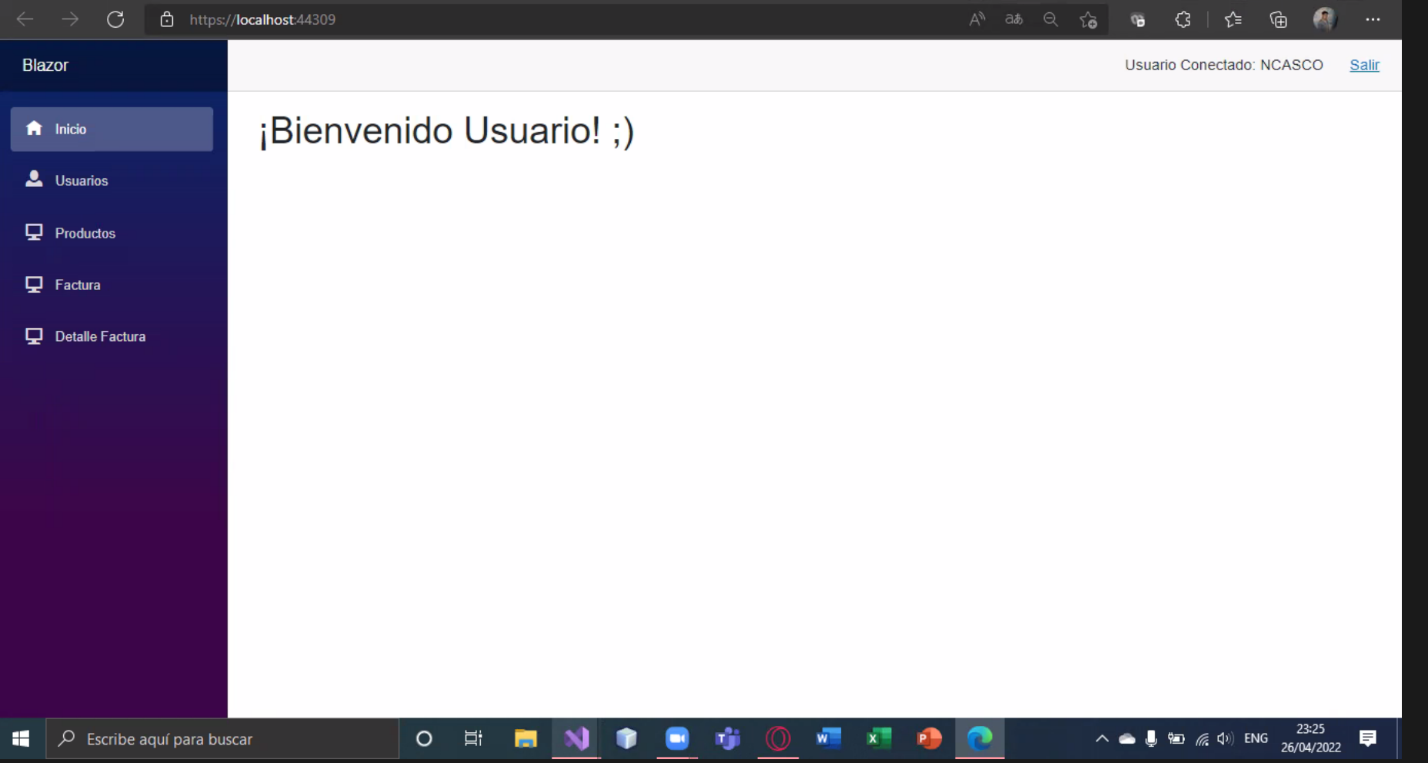 https://localhost:44309
Blazor
Usuario Conectado: NCASCO Salir
Inicio
Usuarios
Productos
Factura
Detalle Factura
¡Bienvenido Usuario! ;)
Escribe aquí para buscar
ENG
23:25
26/04/2022